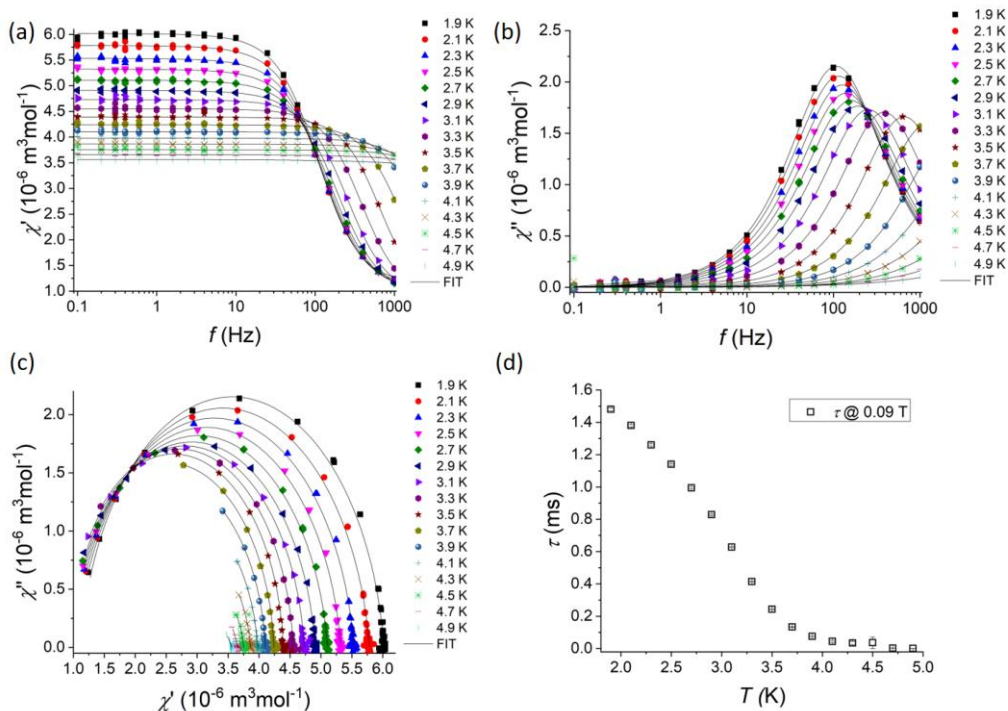 (a)
χ' (10⁻⁶ m³mol⁻¹)
6.0
5.5
5.0
4.5
4.0
3.5
3.0
2.5
2.0
1.5
1.0
0.1
1
10
100
1000
f (Hz)
1.9 K
2.1 K
2.3 K
2.5 K
2.7 K
2.9 K
3.1 K
3.3 K
3.5 K
3.7 K
3.9 K
4.1 K
4.3 K
4.5 K
4.7 K
4.9 K
FIT
(b)
χ'' (10⁻⁶ m³mol⁻¹)
2.5
2.0
1.5
1.0
0.5
0.0
0.1
1
10
100
1000
f (Hz)
1.9 K
2.1 K
2.3 K
2.5 K
2.7 K
2.9 K
3.1 K
3.3 K
3.5 K
3.7 K
3.9 K
4.1 K
4.3 K
4.5 K
4.7 K
4.9 K
FIT
(c)
χ'' (10⁻⁶ m³mol⁻¹)
2.0
1.5
1.0
0.5
0.0
1.0 1.5 2.0 2.5 3.0 3.5 4.0 4.5 5.0 5.5 6.0
χ' (10⁻⁶ m³mol⁻¹)
1.9 K
2.1 K
2.3 K
2.5 K
2.7 K
2.9 K
3.1 K
3.3 K
3.5 K
3.7 K
3.9 K
4.1 K
4.3 K
4.5 K
4.7 K
4.9 K
FIT
(d)
τ (ms)
1.6
1.4
1.2
1.0
0.8
0.6
0.4
0.2
0.0
τ @ 0.09 T
2.0 2.5 3.0 3.5 4.0 4.5 5.0
T (K)